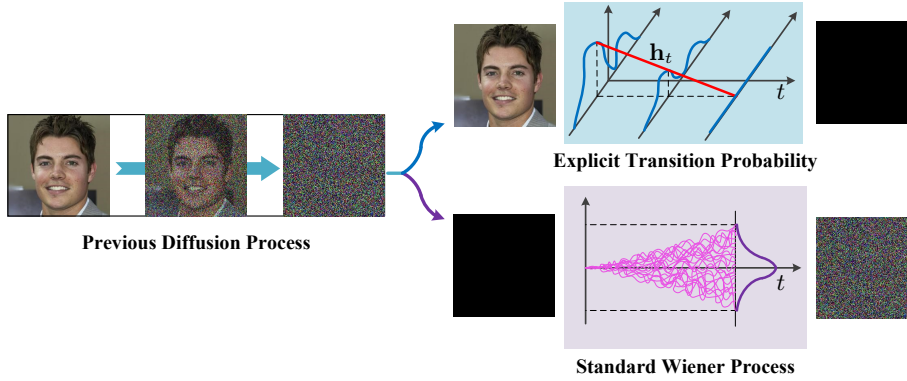 h_t
t
Explicit Transition Probability
Previous Diffusion Process
t
Standard Wiener Process